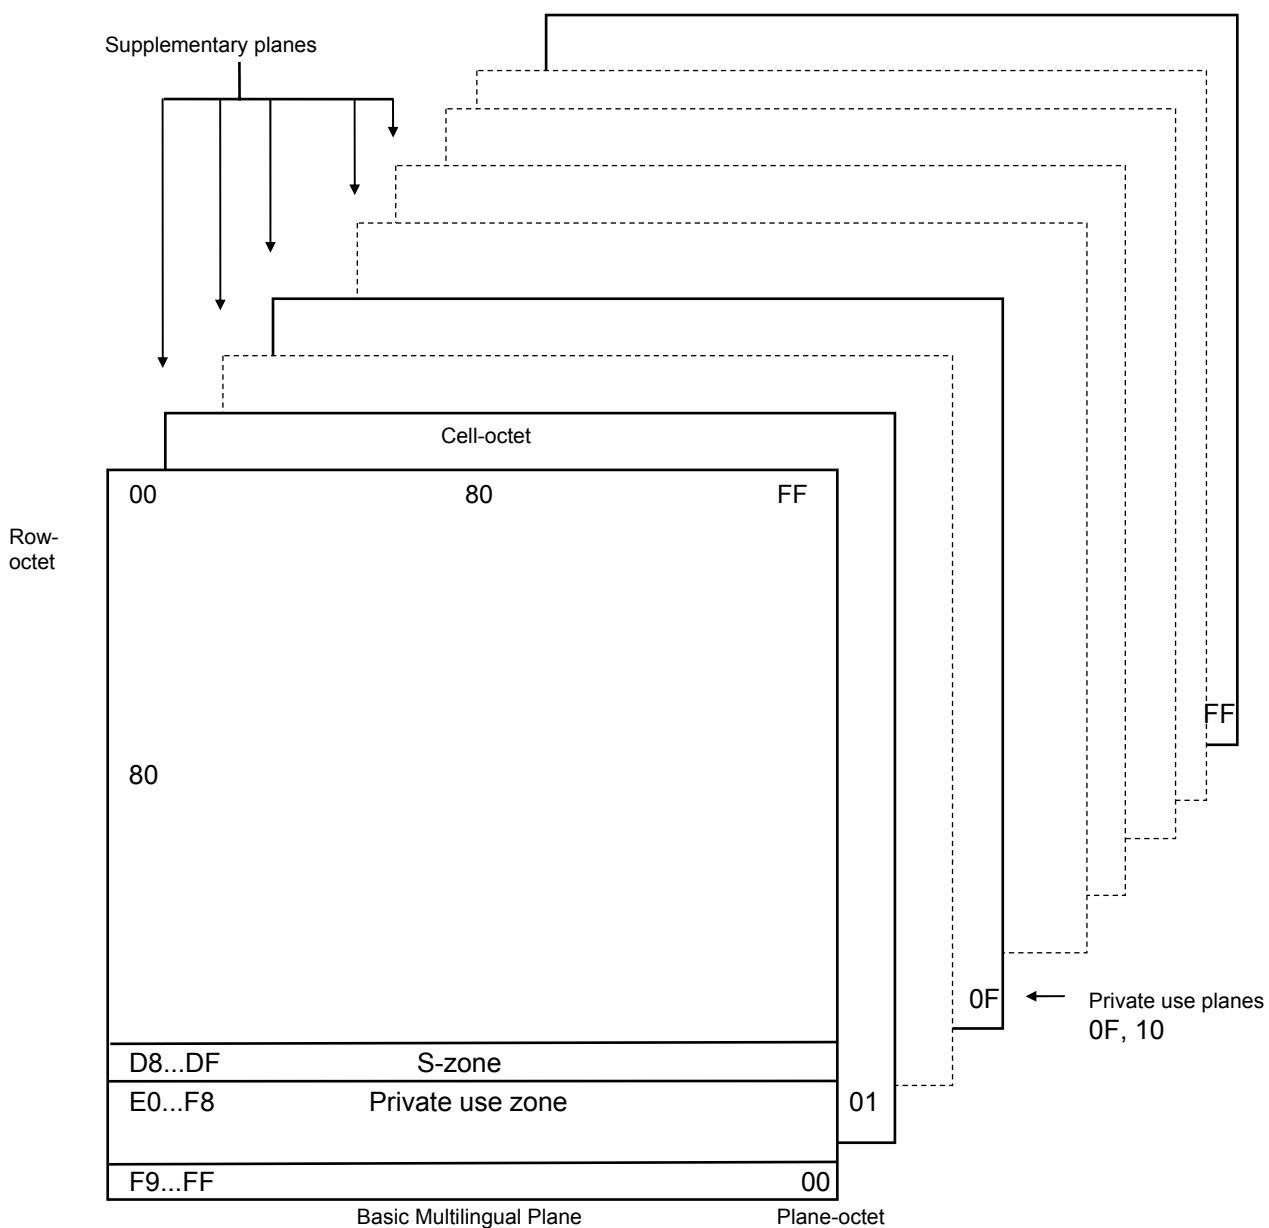 Supplementary planes
Cell-octet
00 80 FF
Row-
octet
FF
80
0F
Private use planes
0F, 10
D8...DF S-zone
E0...F8 Private use zone
01
F9...FF 00
Basic Multilingual Plane Plane-octet